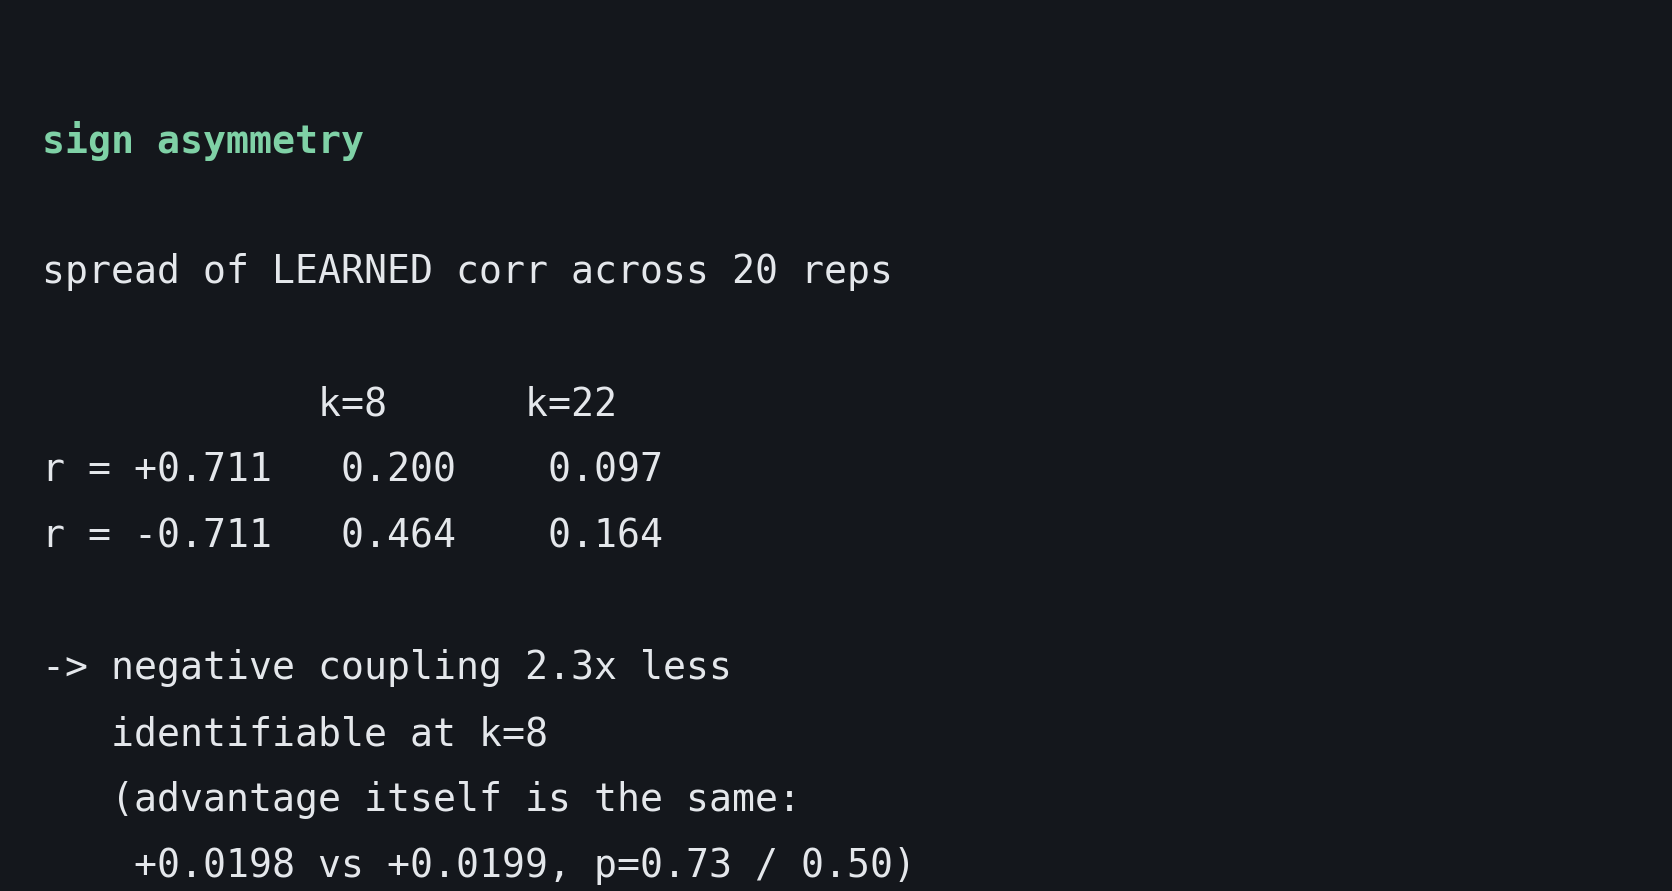 sign asymmetry
spread of LEARNED corr across 20 reps
k=8 k=22
r = +0.711 0.200 0.097
r = -0.711 0.464 0.164
-> negative coupling 2.3x less
identifiable at k=8
(advantage itself is the same:
+0.0198 vs +0.0199, p=0.73 / 0.50)